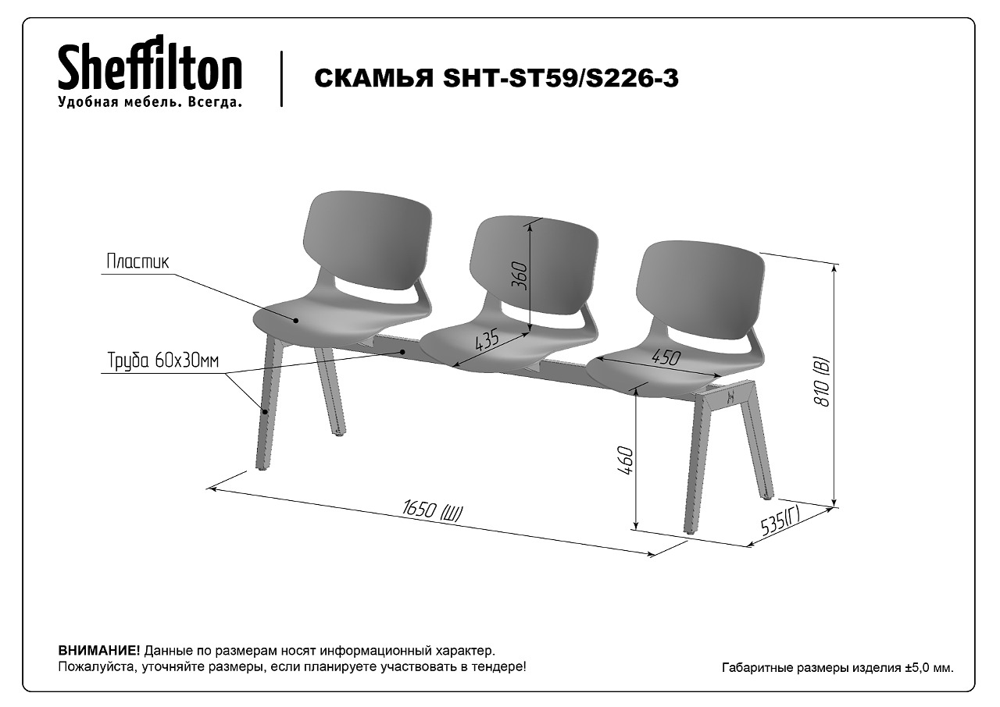 Sheffilton
Удобная мебель. Всегда.
СКАМЬЯ SHT-ST59/S226-3
Пластик
360
435
450
Труба 60х30мм
810 (В)
460
1650 (Ш)
535(Г)
ВНИМАНИЕ! Данные по размерам носят информационный характер.
Пожалуйста, уточняйте размеры, если планируете участвовать в тендере!
Габаритные размеры изделия ±5,0 мм.